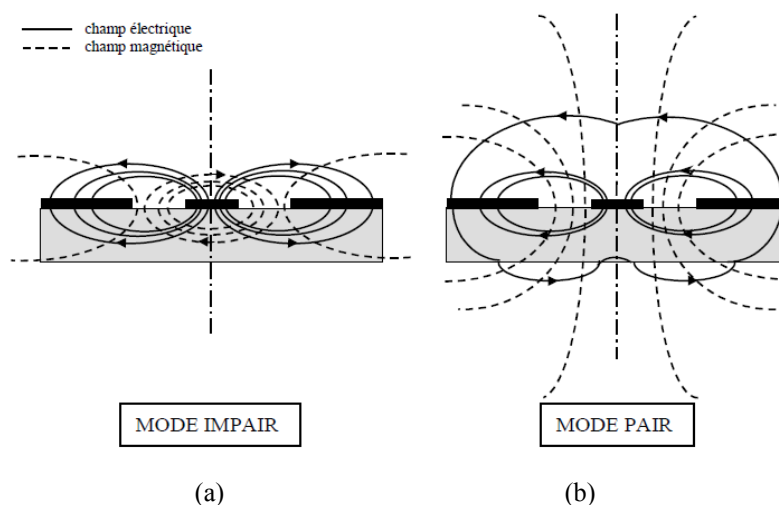 champ électrique
champ magnétique
MODE IMPAIR
MODE PAIR
(a)
(b)